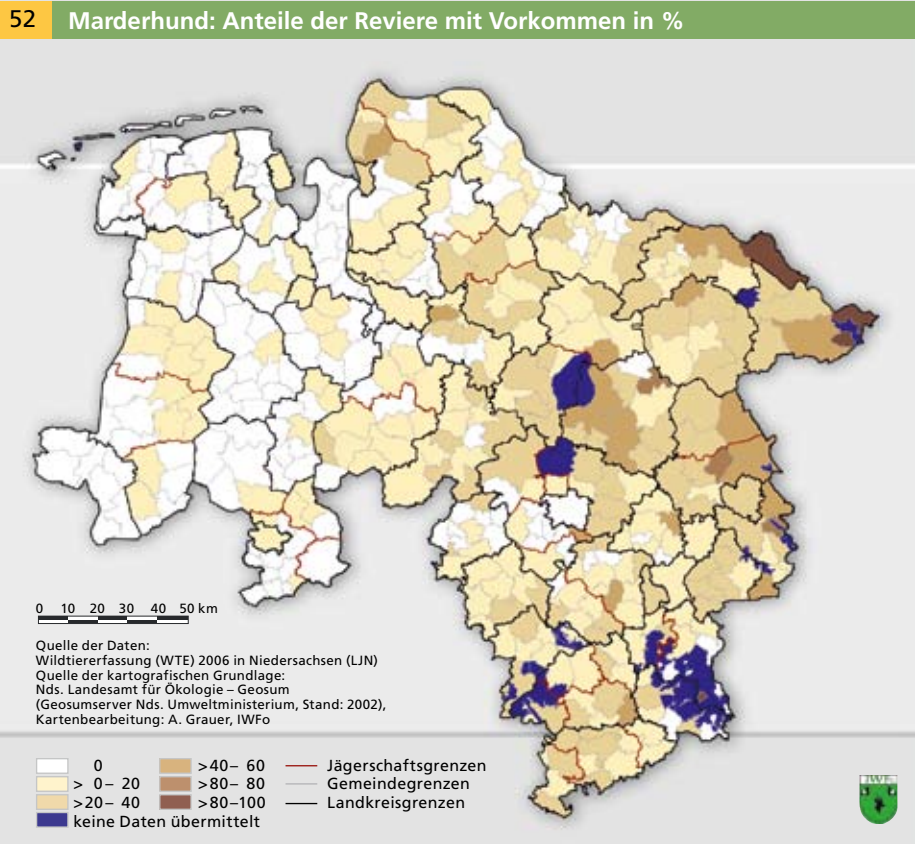 52 Marderhund: Anteile der Reviere mit Vorkommen in %
0 10 20 30 40 50 km
Quelle der Daten:
Wildtiererfassung (WTE) 2006 in Niedersachsen (LJN)
Quelle der kartografischen Grundlage:
Nds. Landesamt für Ökologie – Geosum
(Geosumserver Nds. Umweltministerium, Stand: 2002),
Kartenbearbeitung: A. Grauer, IWFo
0 >40– 60 Jägerschaftsgrenzen
> 0– 20 >80– 80 Gemeindegrenzen
>20– 40 >80–100 Landkreisgrenzen
keine Daten übermittelt